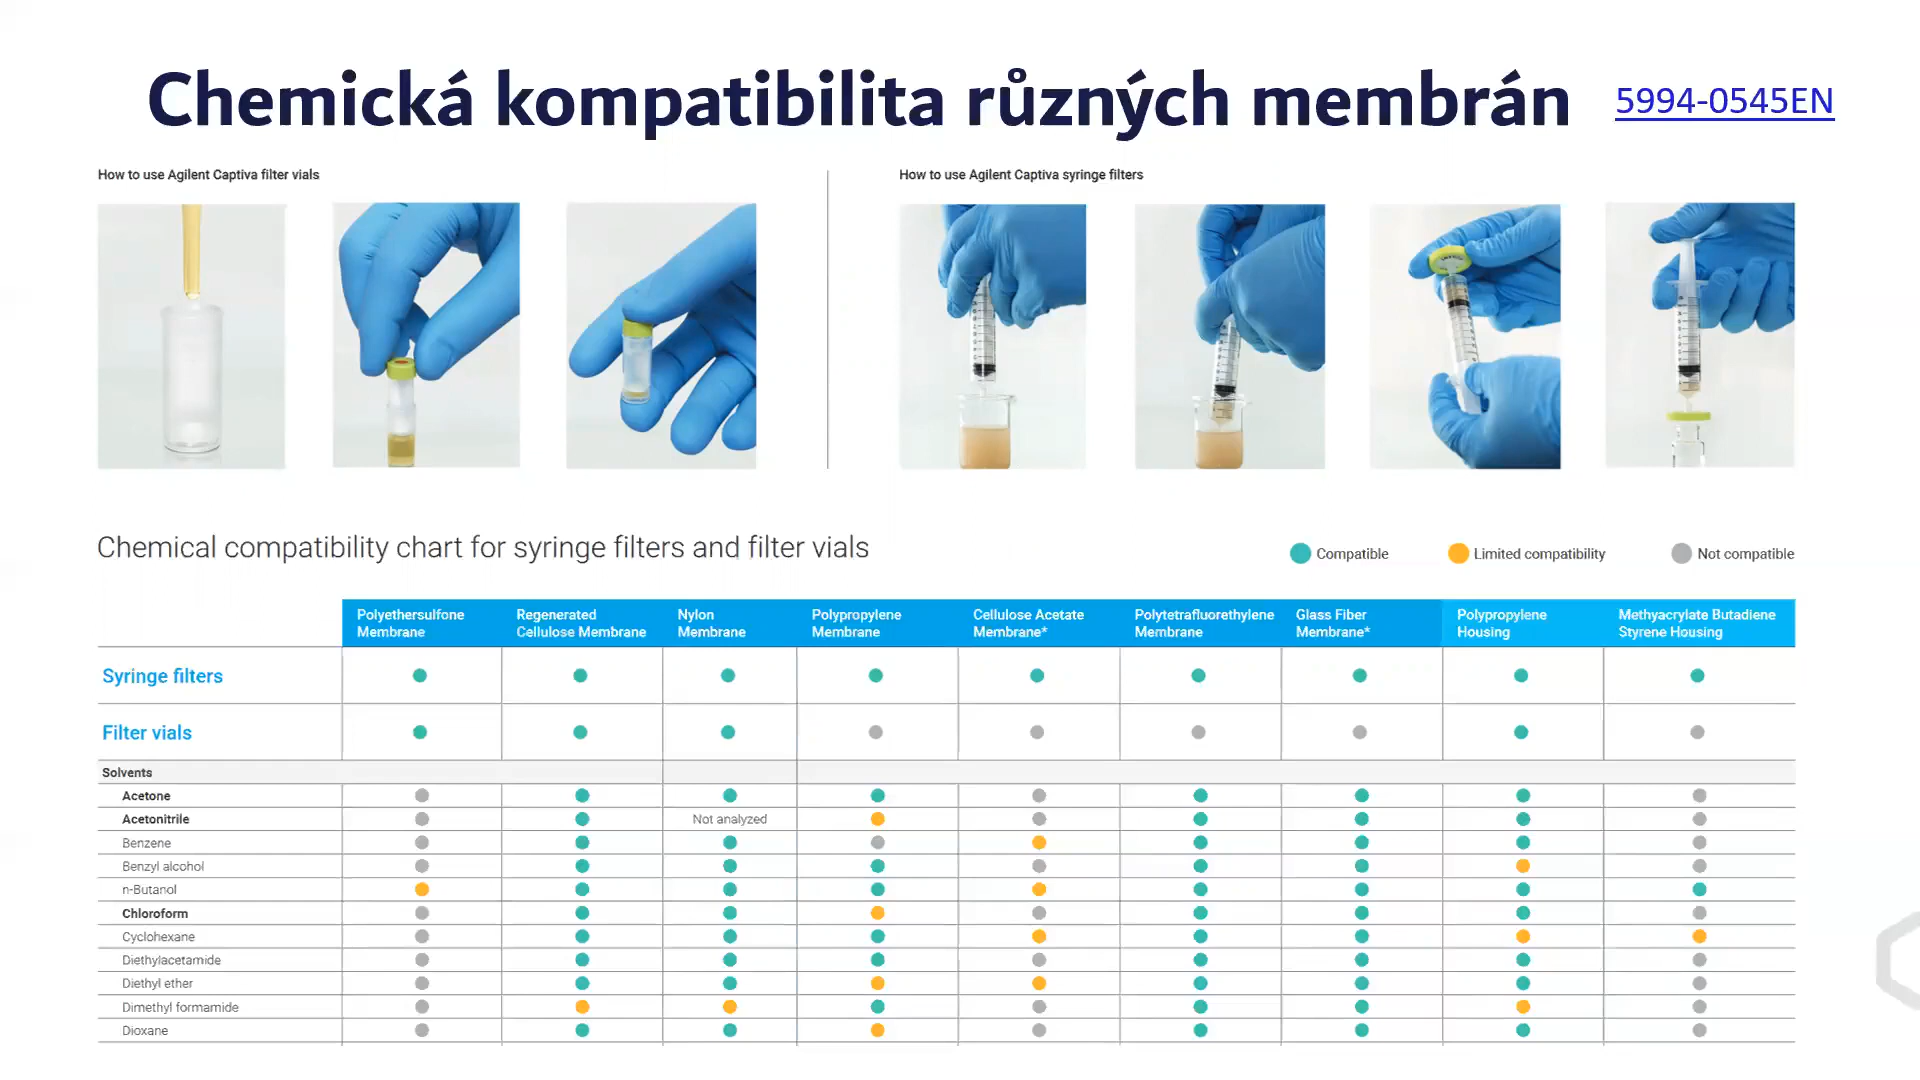 Chemická kompatibilita různých membrán
5994-0545EN
How to use Agilent Captiva filter vials
How to use Agilent Captiva syringe filters
Chemical compatibility chart for syringe filters and filter vials
Compatible
Limited compatibility
Not compatible
Polyethersulfone
Membrane
Regenerated
Cellulose Membrane
Nylon
Membrane
Polypropylene
Membrane
Cellulose Acetate
Membrane*
Polytetrafluorethylene
Membrane
Glass Fiber
Membrane*
Polypropylene
Housing
Methyacrylate Butadiene
Styrene Housing
Syringe filters
Filter vials
Solvents
Acetone
Acetonitrile
Not analyzed
Benzene
Benzyl alcohol
n-Butanol
Chloroform
Cyclohexane
Diethylacetamide
Diethyl ether
Dimethyl formamide
Dioxane